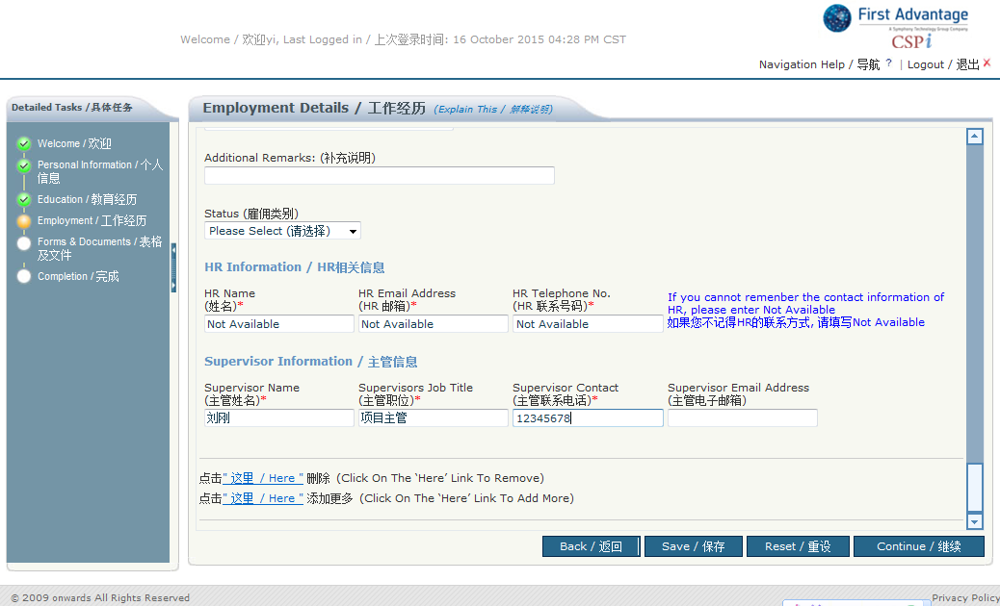 First Advantage
A Symphony Technology Group Company
CSPi
Welcome / 欢迎yi, Last Logged in / 上次登录时间: 16 October 2015 04:28 PM CST
Navigation Help / 导航 ? | Logout / 退出 X
Detailed Tasks /具体任务
Welcome / 欢迎
Personal Information / 个人
信息
Education / 教育经历
Employment / 工作经历
Forms & Documents / 表格
及文件
Completion / 完成
Employment Details / 工作经历 (Explain This / 解释说明)
Additional Remarks: (补充说明)
Status (雇佣类别)
Please Select (请选择)
HR Information / HR相关信息
HR Name HR Email Address HR Telephone No.
(姓名)* (HR 邮箱)* (HR 联系号码)*
Not Available Not Available Not Available
If you cannot remenber the contact information of
HR, please enter Not Available
如果您不记得HR的联系方式, 请填写Not Available
Supervisor Information / 主管信息
Supervisor Name Supervisors Job Title Supervisor Contact Supervisor Email Address
(主管姓名)* (主管职位)* (主管联系电话)* (主管电子邮箱)
刘刚 项目主管 12345678
点击" 这里 / Here " 删除 (Click On The ‘Here’ Link To Remove)
点击" 这里 / Here " 添加更多 (Click On The ‘Here’ Link To Add More)
Back / 返回 Save / 保存 Reset / 重设 Continue / 继续
© 2009 onwards All Rights Reserved
Privacy Policy